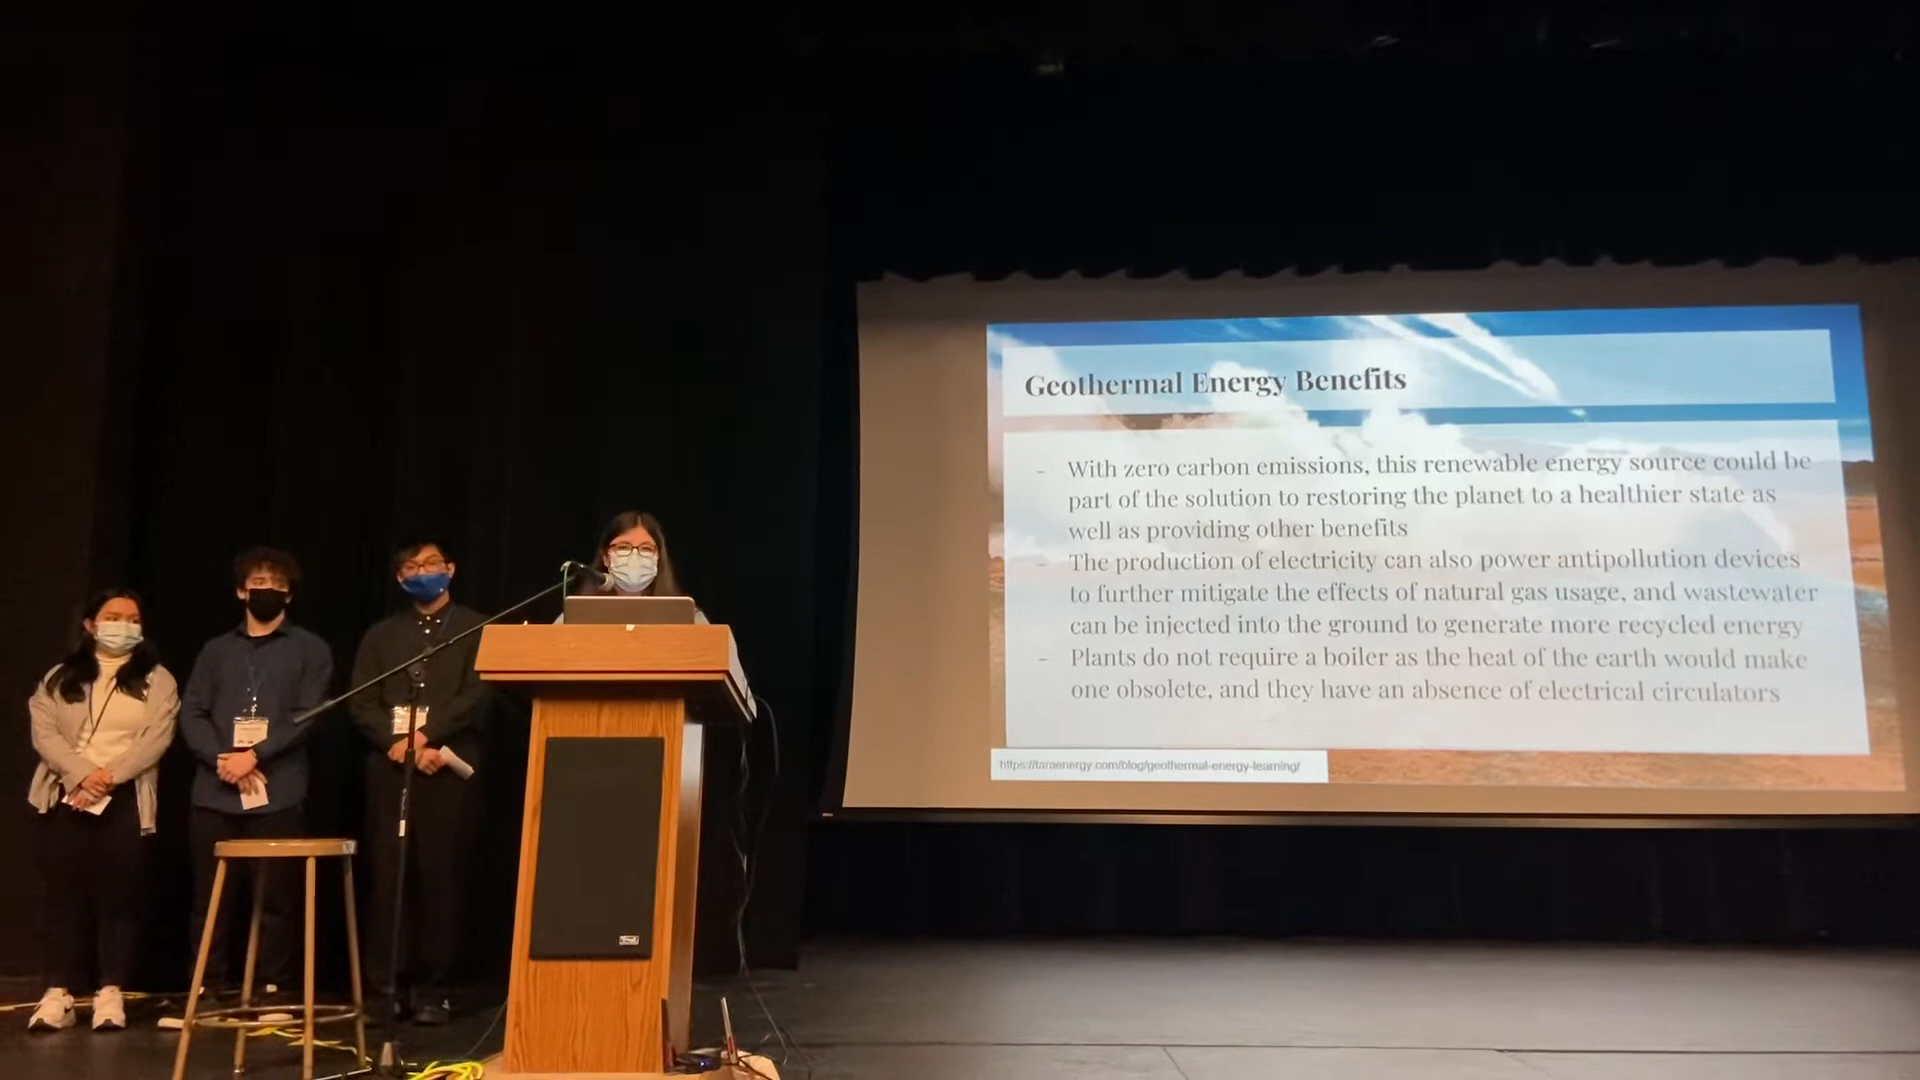 Geothermal Energy Benefits
- With zero carbon emissions, this renewable energy source could be
part of the solution to restoring the planet to a healthier state as
well as providing other benefits
- The production of electricity can also power antipollution devices
to further mitigate the effects of natural gas usage, and wastewater
can be injected into the ground to generate more recycled energy
- Plants do not require a boiler as the heat of the earth would make
one obsolete, and they have an absence of electrical circulators
https://taraenergy.com/blog/geothermal-energy-learning/